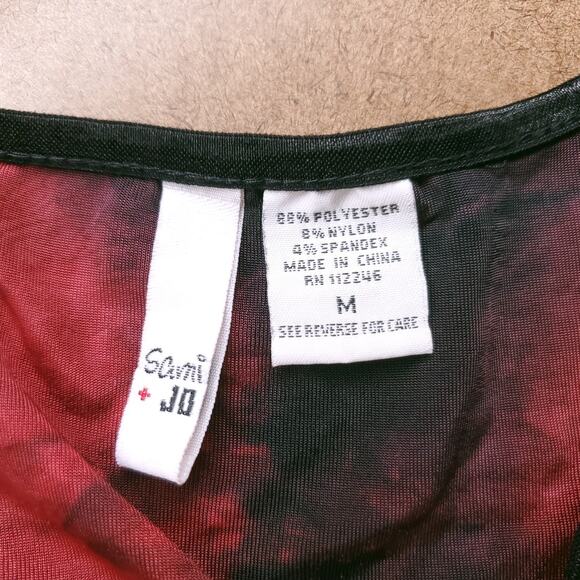 Sami
+ JO
88% POLYESTER
8% NYLON
4% SPANDEX
MADE IN CHINA
RN 112246
M
SEE REVERSE FOR CARE